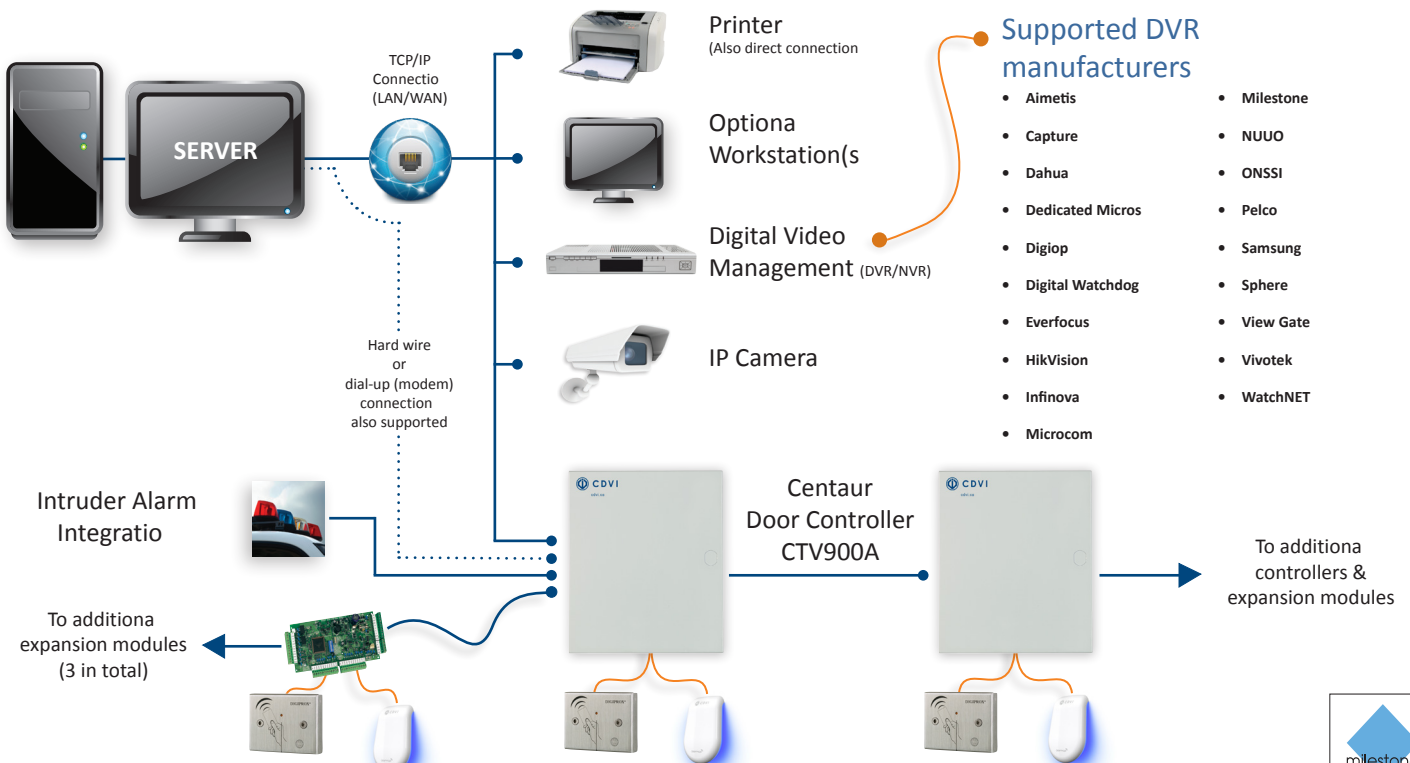 SERVER
TCP/IP
Connectio
(LAN/WAN)
Printer
(Also direct connection
Optiona
Workstation(s
Digital Video
Management (DVR/NVR)
IP Camera
Supported DVR
manufacturers
• Aimetis
• Capture
• Dahua
• Dedicated Micros
• Digiop
• Digital Watchdog
• Everfocus
• HikVision
• Infinova
• Microcom
• Milestone
• NUUO
• ONSSI
• Pelco
• Samsung
• Sphere
• View Gate
• Vivotek
• WatchNET
Hard wire
or
dial-up (modem)
connection
also supported
Intruder Alarm
Integratio
To additiona
expansion modules
(3 in total)
CDVI
Centaur
Door Controller
CTV900A
CDVI
To additiona
controllers &
expansion modules
mileston